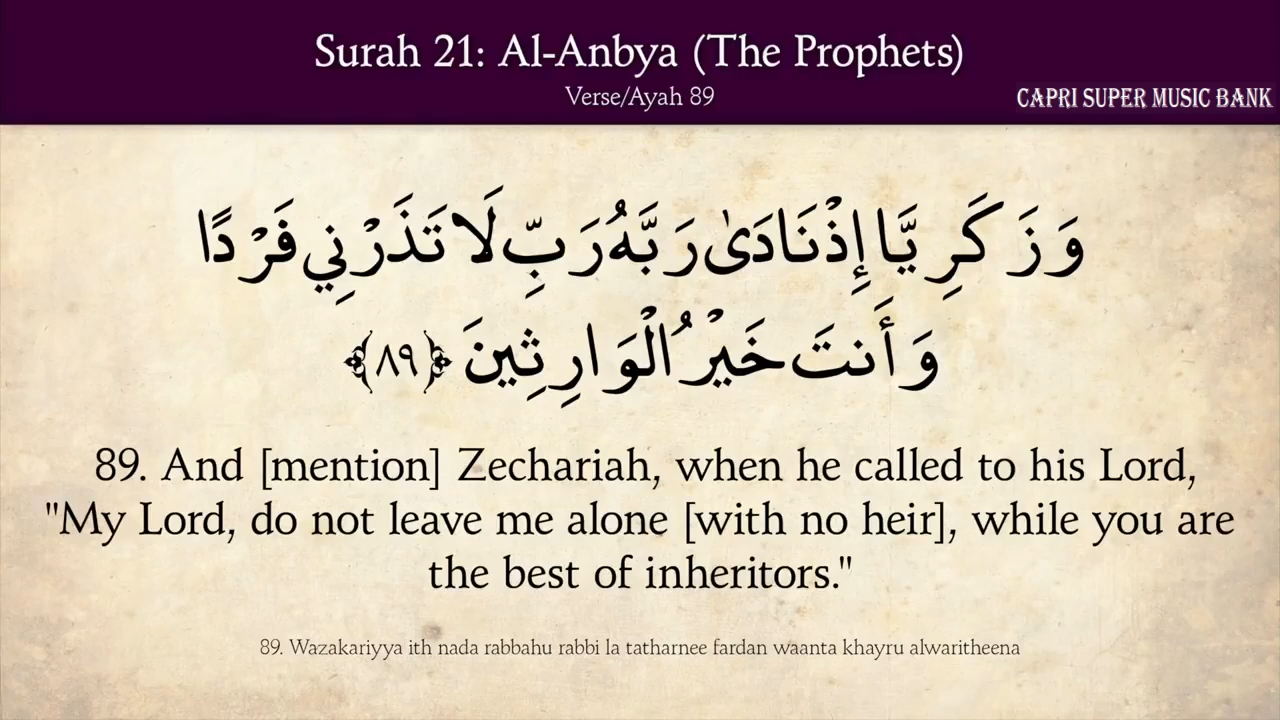 Surah 21: Al-Anbya (The Prophets)
Verse/Ayah 89
CAPRI SUPER MUSIC BANK
وَزَكَرِيَّا إِذْ نَادَىٰ رَبَّهُ رَبِّ لَا تَذَرْنِي فَرْدًا
وَأَنتَ خَيْرُ الْوَارِثِينَ ﴿٨٩﴾
89. And [mention] Zechariah, when he called to his Lord,
"My Lord, do not leave me alone [with no heir], while you are
the best of inheritors."
89. Wazakariyya ith nada rabbahu rabbi la tatharnee fardan waanta khayru alwaritheena